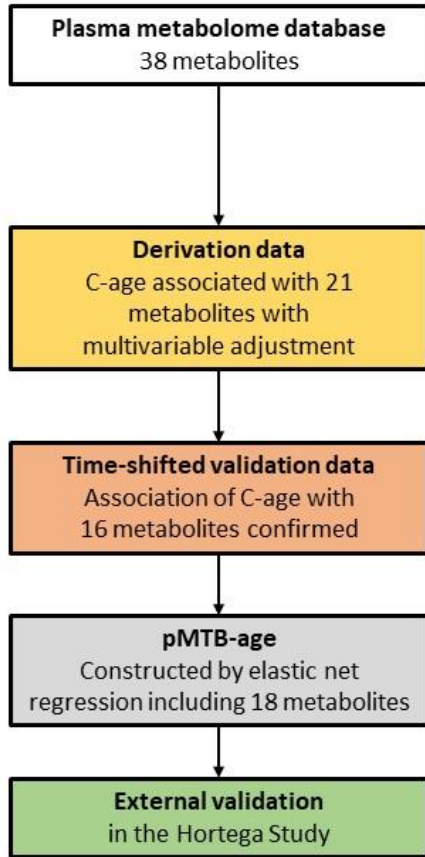 Plasma metabolome database
38 metabolites
Derivation data
C-age associated with 21
metabolites with
multivariable adjustment
Time-shifted validation data
Association of C-age with
16 metabolites confirmed
pMTB-age
Constructed by elastic net
regression including 18 metabolites
External validation
in the Hortega Study